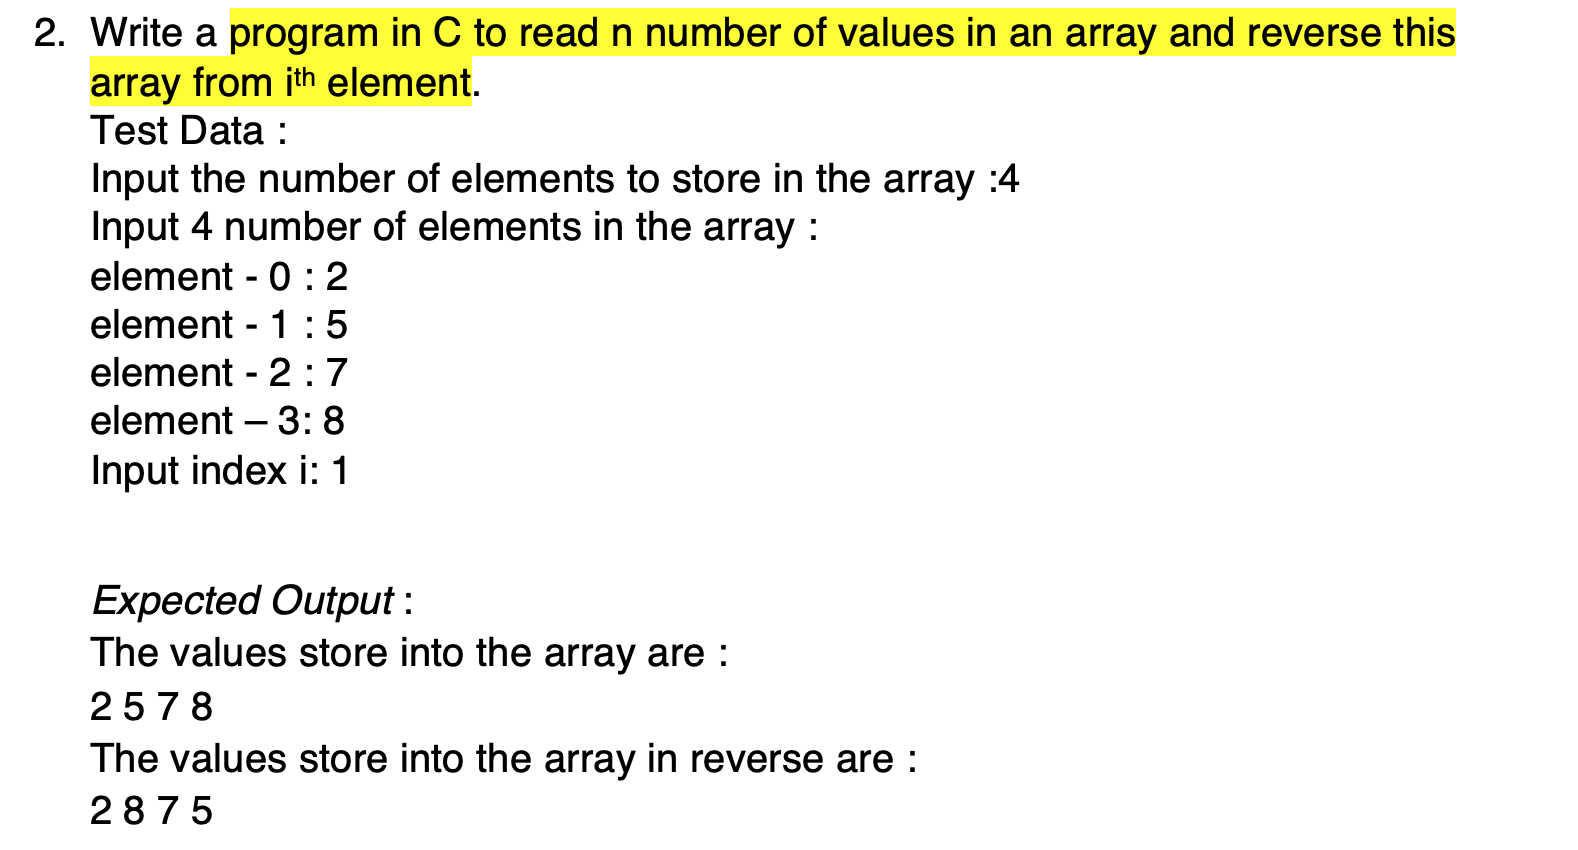 2. Write a program in C to read n number of values in an array and reverse this
array from ith element.
Test Data :
Input the number of elements to store in the array :4
Input 4 number of elements in the array :
element - 0 : 2
element - 1 : 5
element - 2 : 7
element – 3: 8
Input index i: 1
Expected Output :
The values store into the array are :
2 5 7 8
The values store into the array in reverse are :
2 8 7 5